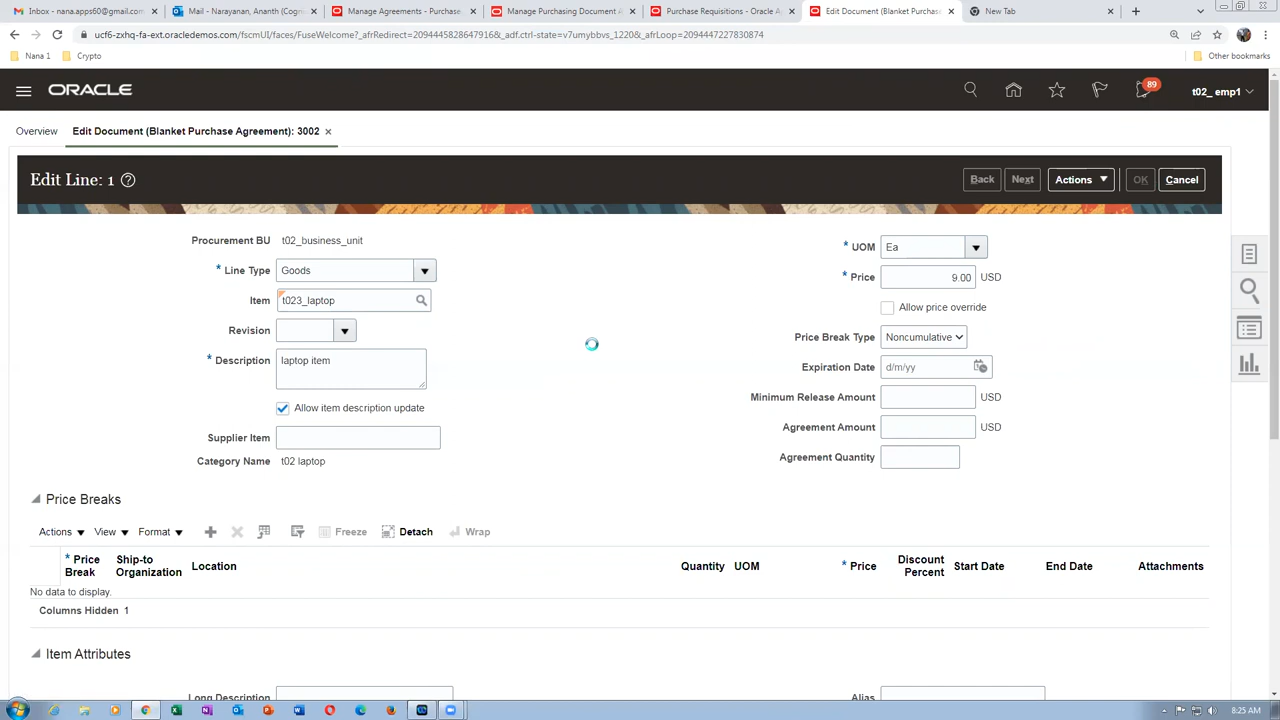 Inbox - nana.apps60@gmail.com
Mail - Narayanan, Ananth (Cogni
Manage Agreements - Purchase
Manage Purchasing Document A
Purchase Requisitions - Oracle A
Edit Document (Blanket Purchase
New Tab
ucf6-zxhq-fa-ext.oracledemos.com/fscmUI/faces/FuseWelcome?_afrRedirect=20944458286479168&_adf.ctrl-state=v7umybbvs_1220&_afrLoop=2094447227830874
Nana 1
Crypto
Other bookmarks
ORACLE
89
t02_ emp1
Overview
Edit Document (Blanket Purchase Agreement): 3002
Edit Line: 1
Back
Next
Actions
OK
Cancel
Procurement BU t02_business_unit
* Line Type Goods
Item t023_laptop
Revision
* Description laptop item
Allow item description update
Supplier Item
Category Name t02 laptop
* UOM Ea
* Price 9.00 USD
Allow price override
Price Break Type Noncumulative
Expiration Date d/m/yy
Minimum Release Amount USD
Agreement Amount USD
Agreement Quantity
Price Breaks
Actions View Format Freeze Detach Wrap
* Price Break
Ship-to Organization
Location
Quantity
UOM
* Price
Discount Percent
Start Date
End Date
Attachments
No data to display.
Columns Hidden 1
Item Attributes
Long Description
Alias
8:25 AM